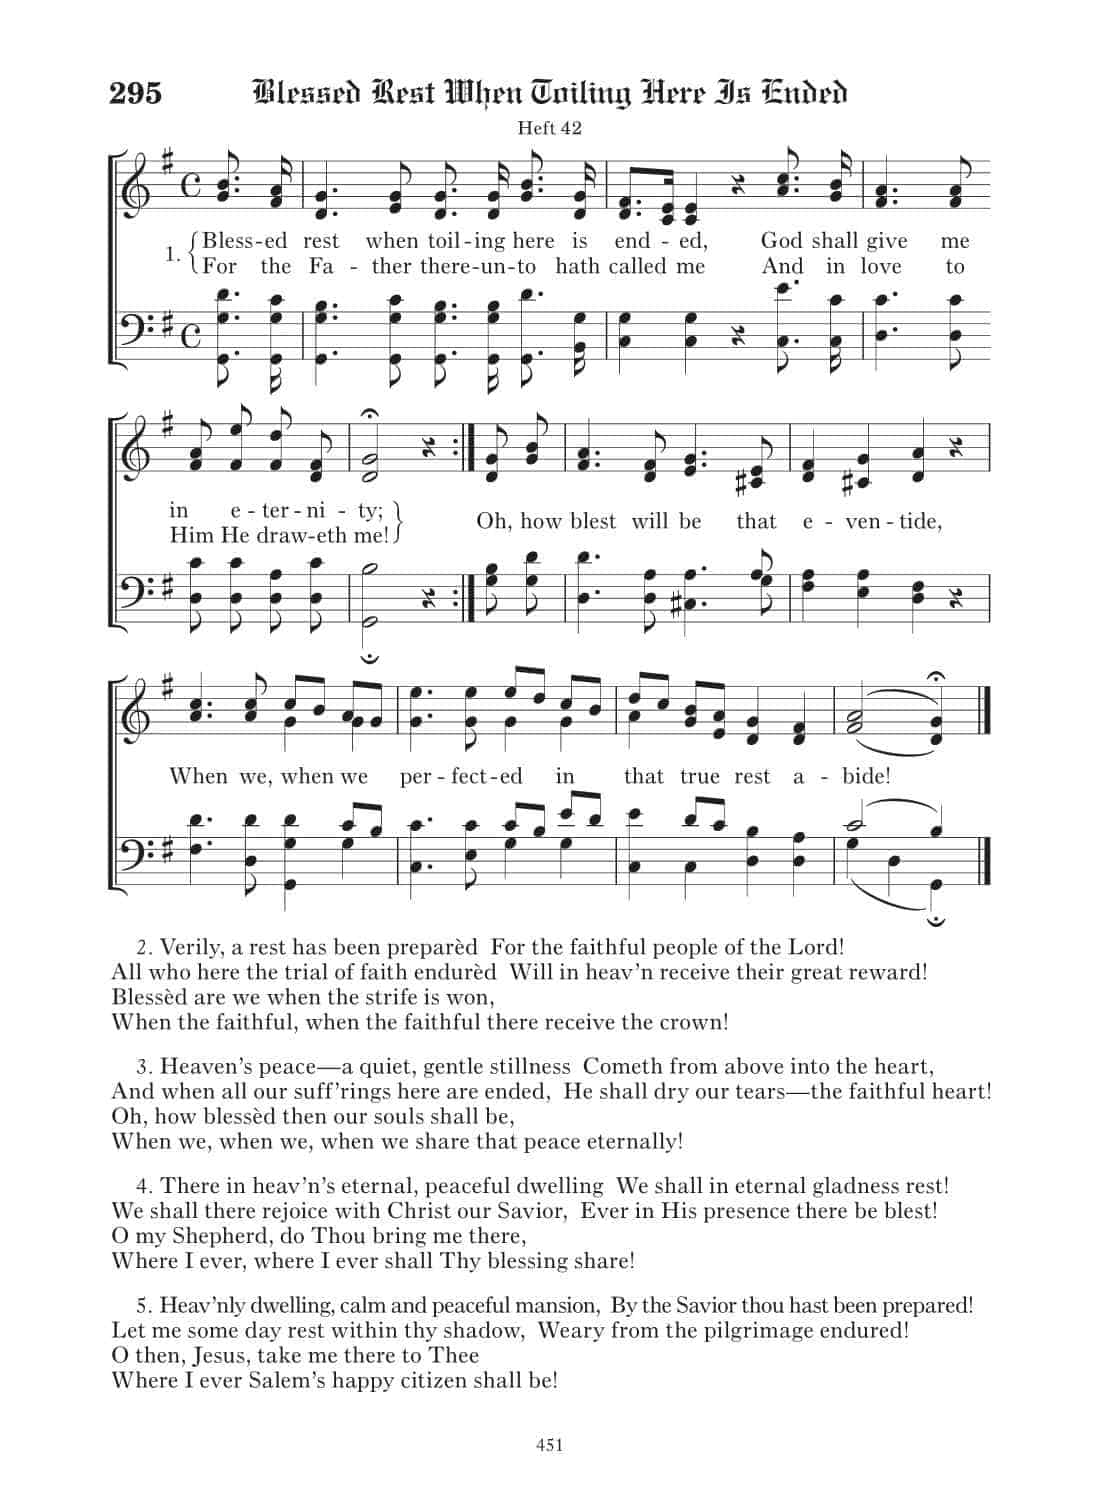 295 Blessed Rest When Toiling Here Is Ended
Heft 42
1. Bless-ed rest when toil-ing here is end - ed, God shall give me
For the Fa - ther there-un-to hath called me And in love to
in e - ter - ni - ty;
Him He draw-eth me!
Oh, how blest will be that e - ven - tide,
When we, when we per - fect-ed in that true rest a - bide!
2. Verily, a rest has been preparèd For the faithful people of the Lord!
All who here the trial of faith endurèd Will in heav'n receive their great reward!
Blessèd are we when the strife is won,
When the faithful, when the faithful there receive the crown!
3. Heaven's peace—a quiet, gentle stillness Cometh from above into the heart,
And when all our suff'rings here are ended, He shall dry our tears—the faithful heart!
Oh, how blessèd then our souls shall be,
When we, when we, when we share that peace eternally!
4. There in heav'n's eternal, peaceful dwelling We shall in eternal gladness rest!
We shall there rejoice with Christ our Savior, Ever in His presence there be blest!
O my Shepherd, do Thou bring me there,
Where I ever, where I ever shall Thy blessing share!
5. Heav'nly dwelling, calm and peaceful mansion, By the Savior thou hast been prepared!
Let me some day rest within thy shadow, Weary from the pilgrimage endured!
O then, Jesus, take me there to Thee
Where I ever Salem's happy citizen shall be!
451